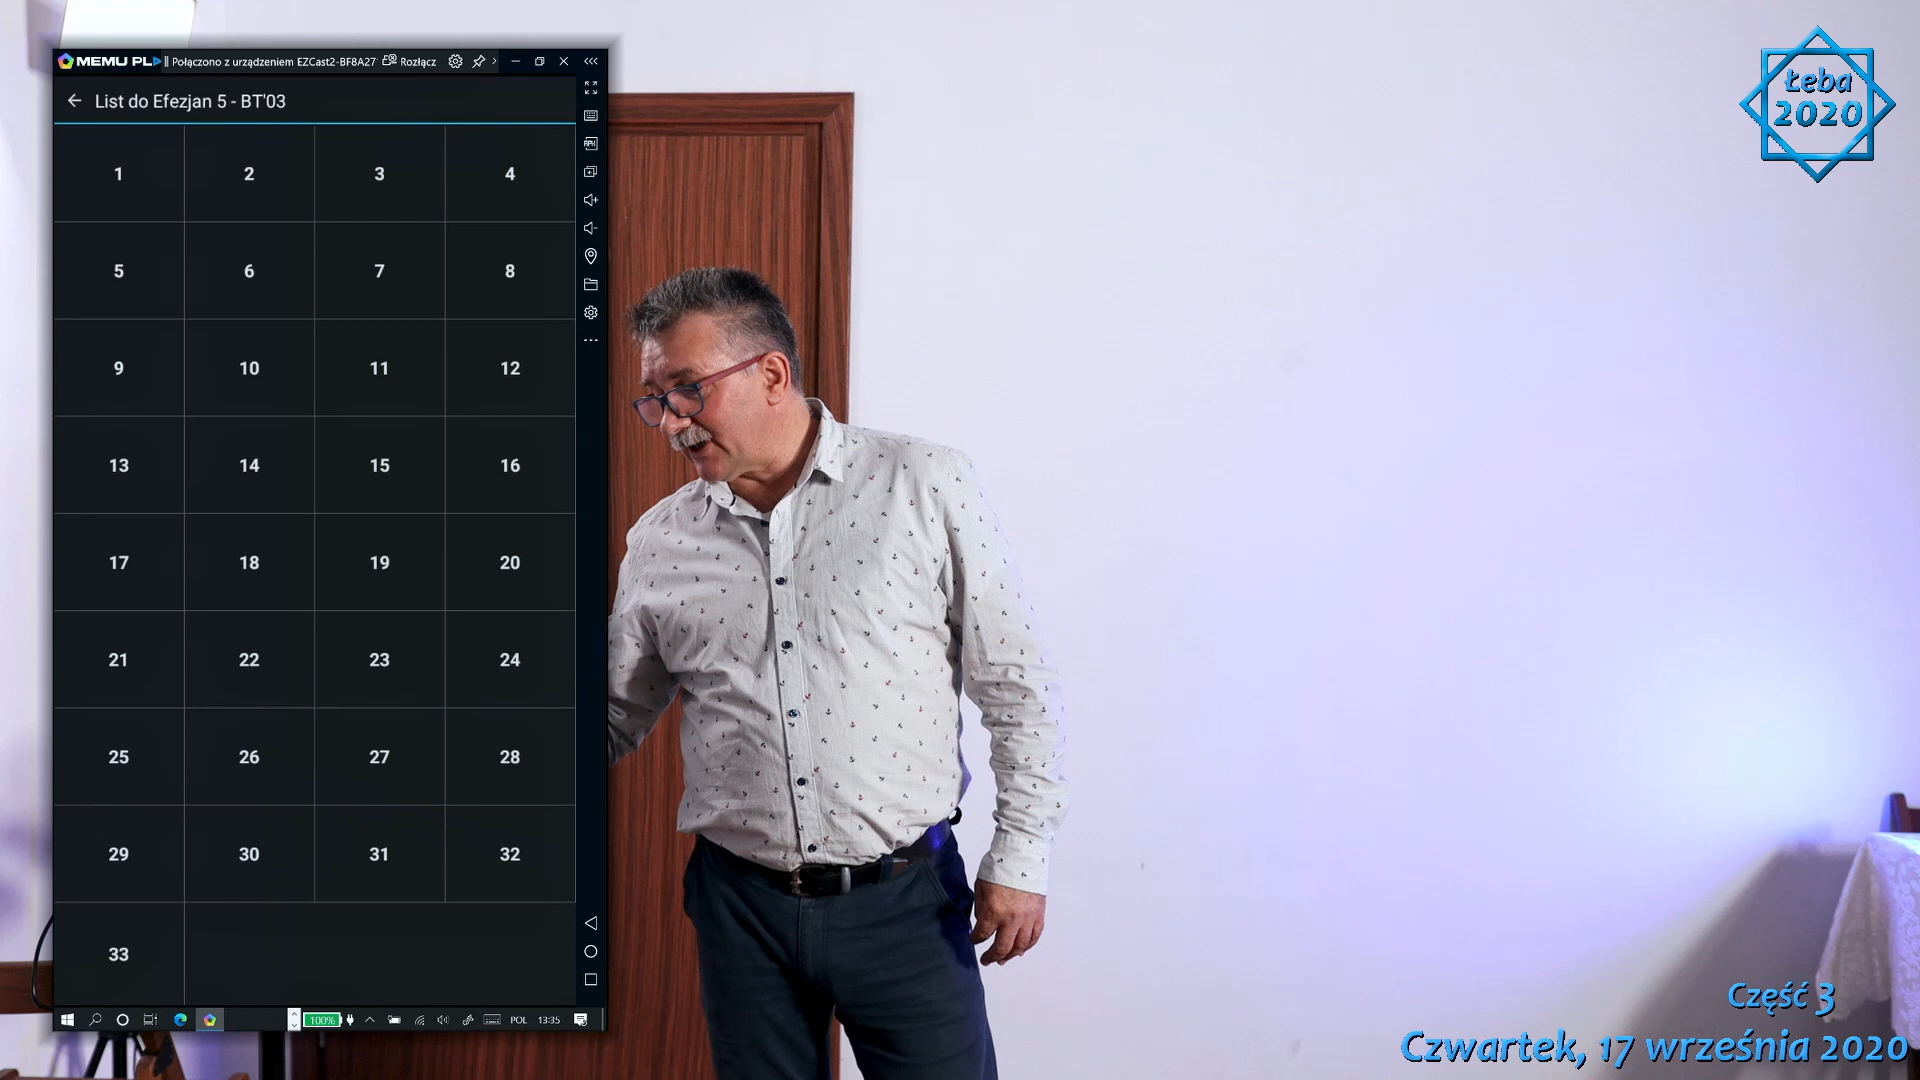 MEMU PL
Połączono z urządzeniem EZCast2-BF8A27
Rozłącz
List do Efezjan 5 - BT'03
1 2 3 4
5 6 7 8
9 10 11 12
13 14 15 16
17 18 19 20
21 22 23 24
25 26 27 28
29 30 31 32
33
100%
POL
13:35
Łeba
2020
Część 3
Czwartek, 17 września 2020